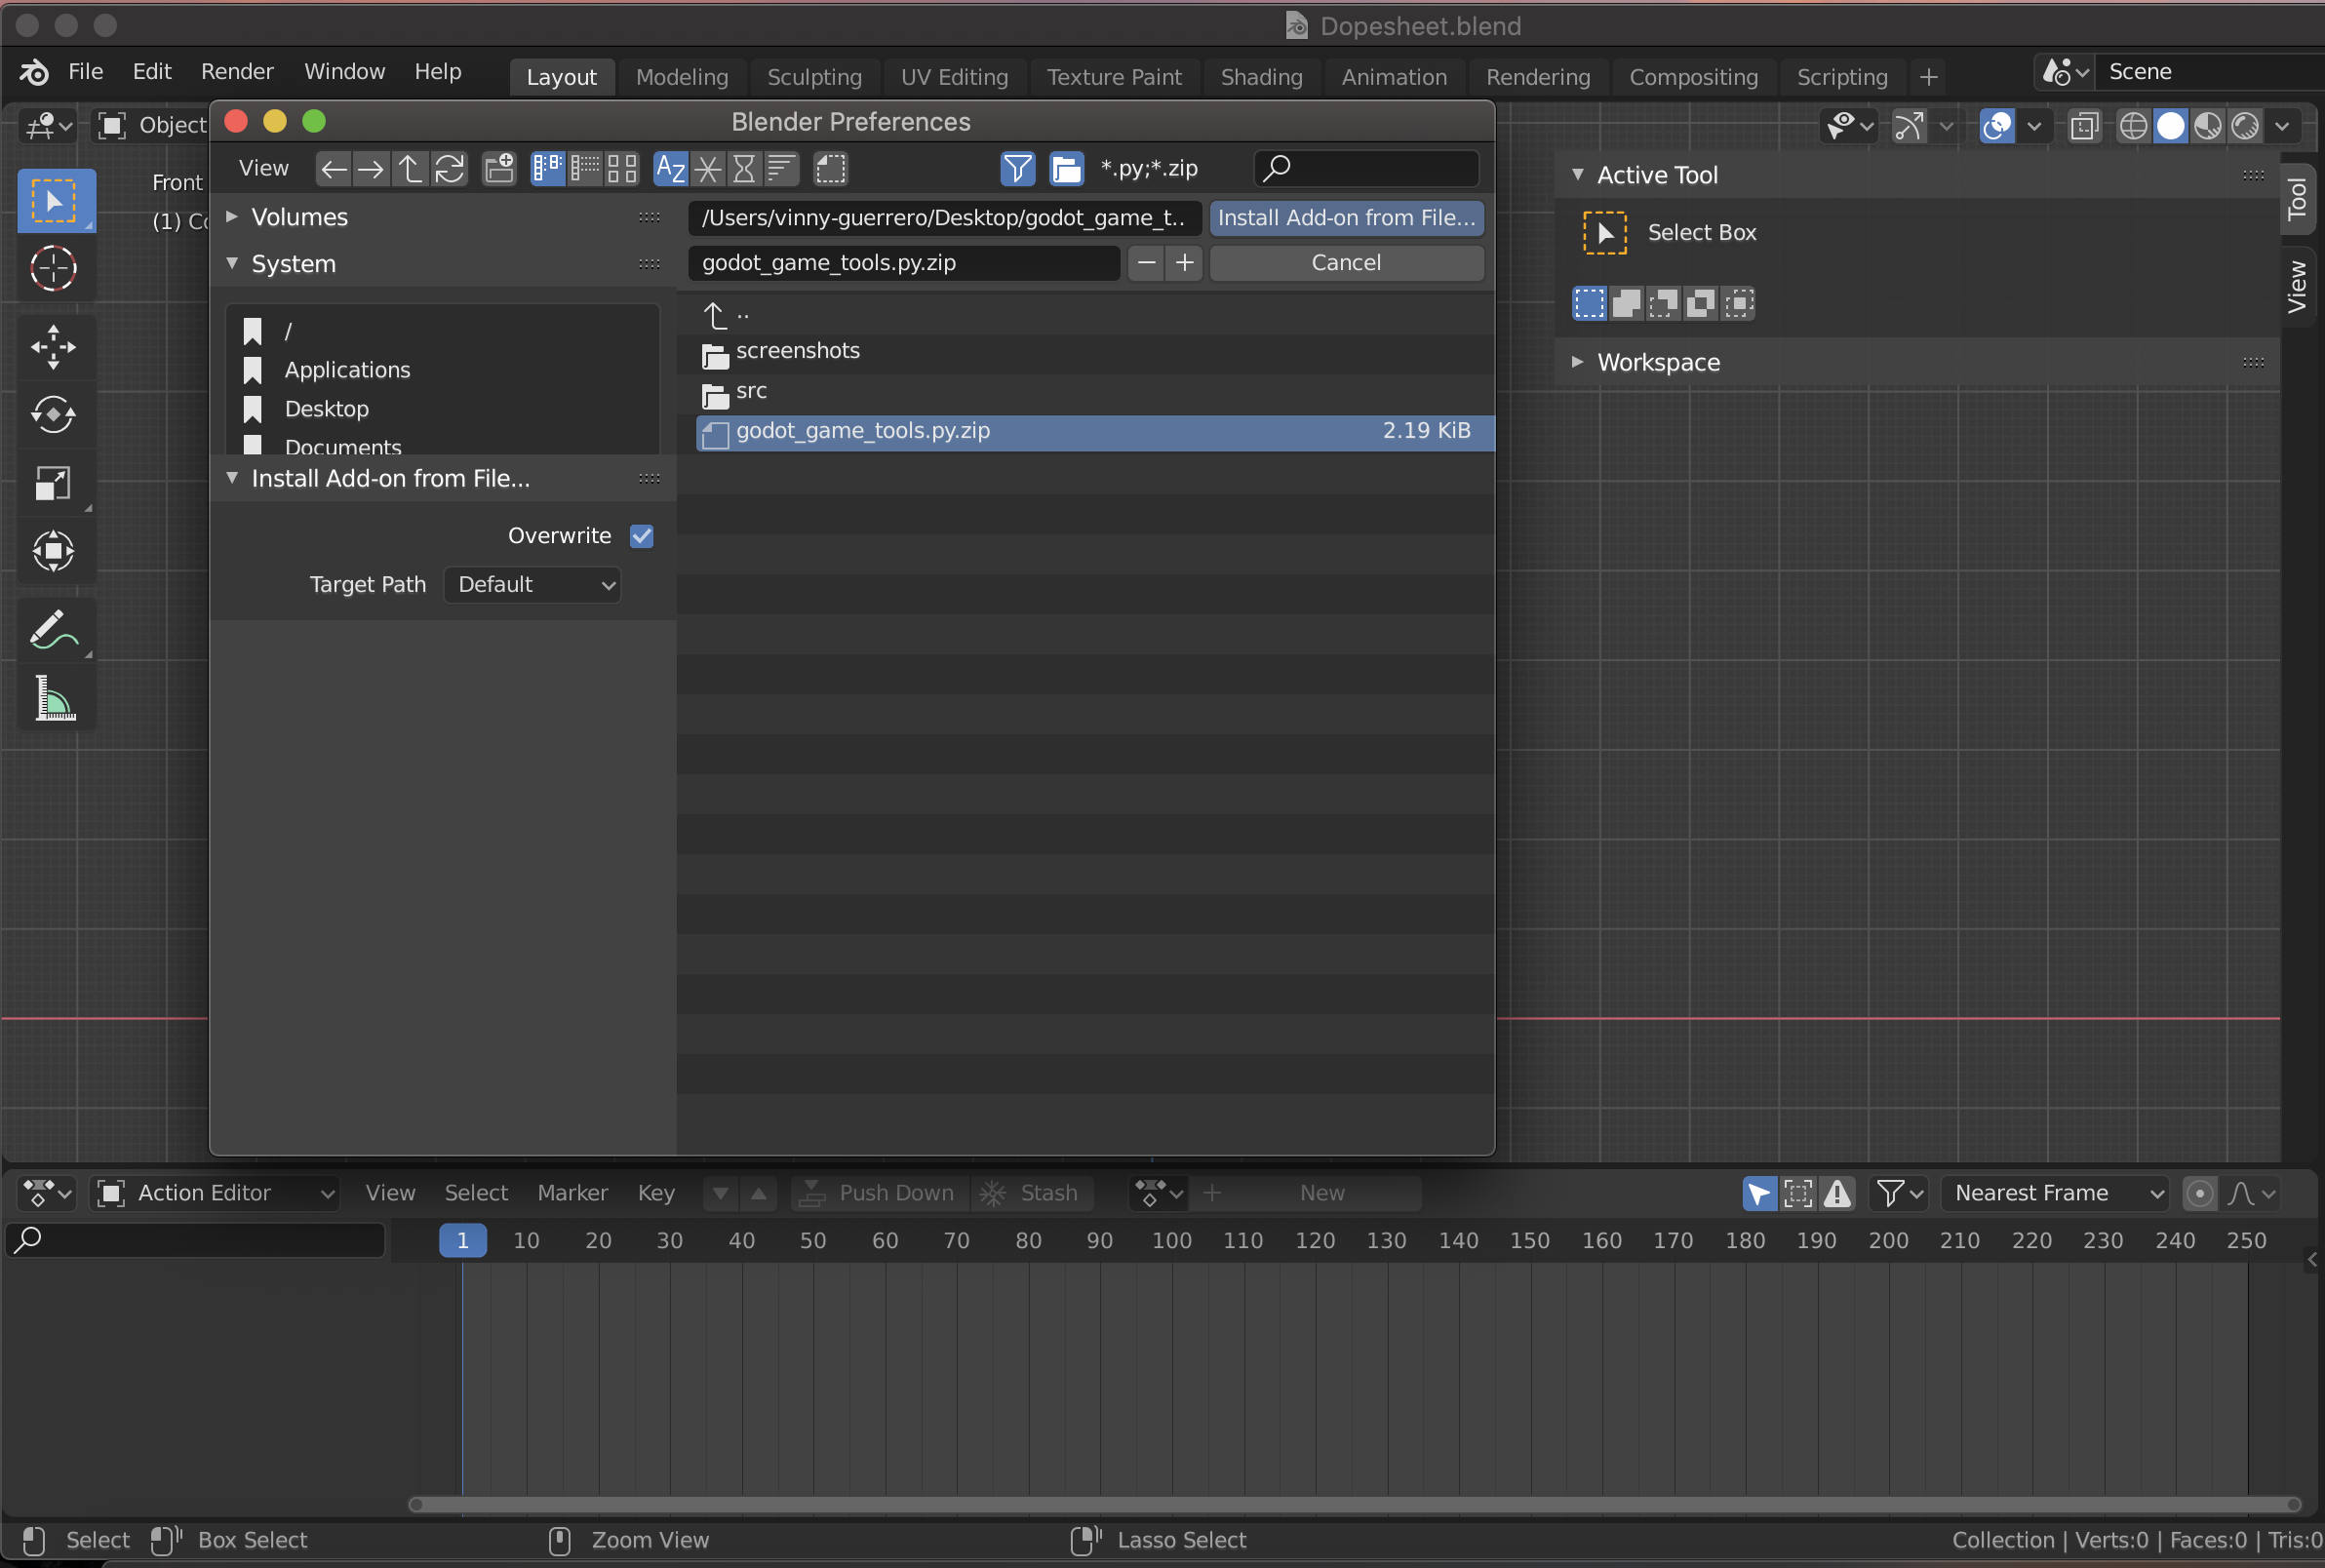 Dopesheet.blend
File Edit Render Window Help Layout Modeling Sculpting UV Editing Texture Paint Shading Animation Rendering Compositing Scripting + Scene
Object
Blender Preferences
Front
(1) Co
View *.py;*.zip
Volumes
/Users/vinny-guerrero/Desktop/godot_game_t.. Install Add-on from File...
System
godot_game_tools.py.zip Cancel
/
Applications
Desktop
Documents
..
screenshots
src
godot_game_tools.py.zip 2.19 KiB
Install Add-on from File...
Overwrite
Target Path Default
Active Tool
Select Box
Workspace
Tool
View
Action Editor View Select Marker Key Push Down Stash New Nearest Frame
1 10 20 30 40 50 60 70 80 90 100 110 120 130 140 150 160 170 180 190 200 210 220 230 240 250
Select Box Select Zoom View Lasso Select Collection | Verts:0 | Faces:0 | Tris:0